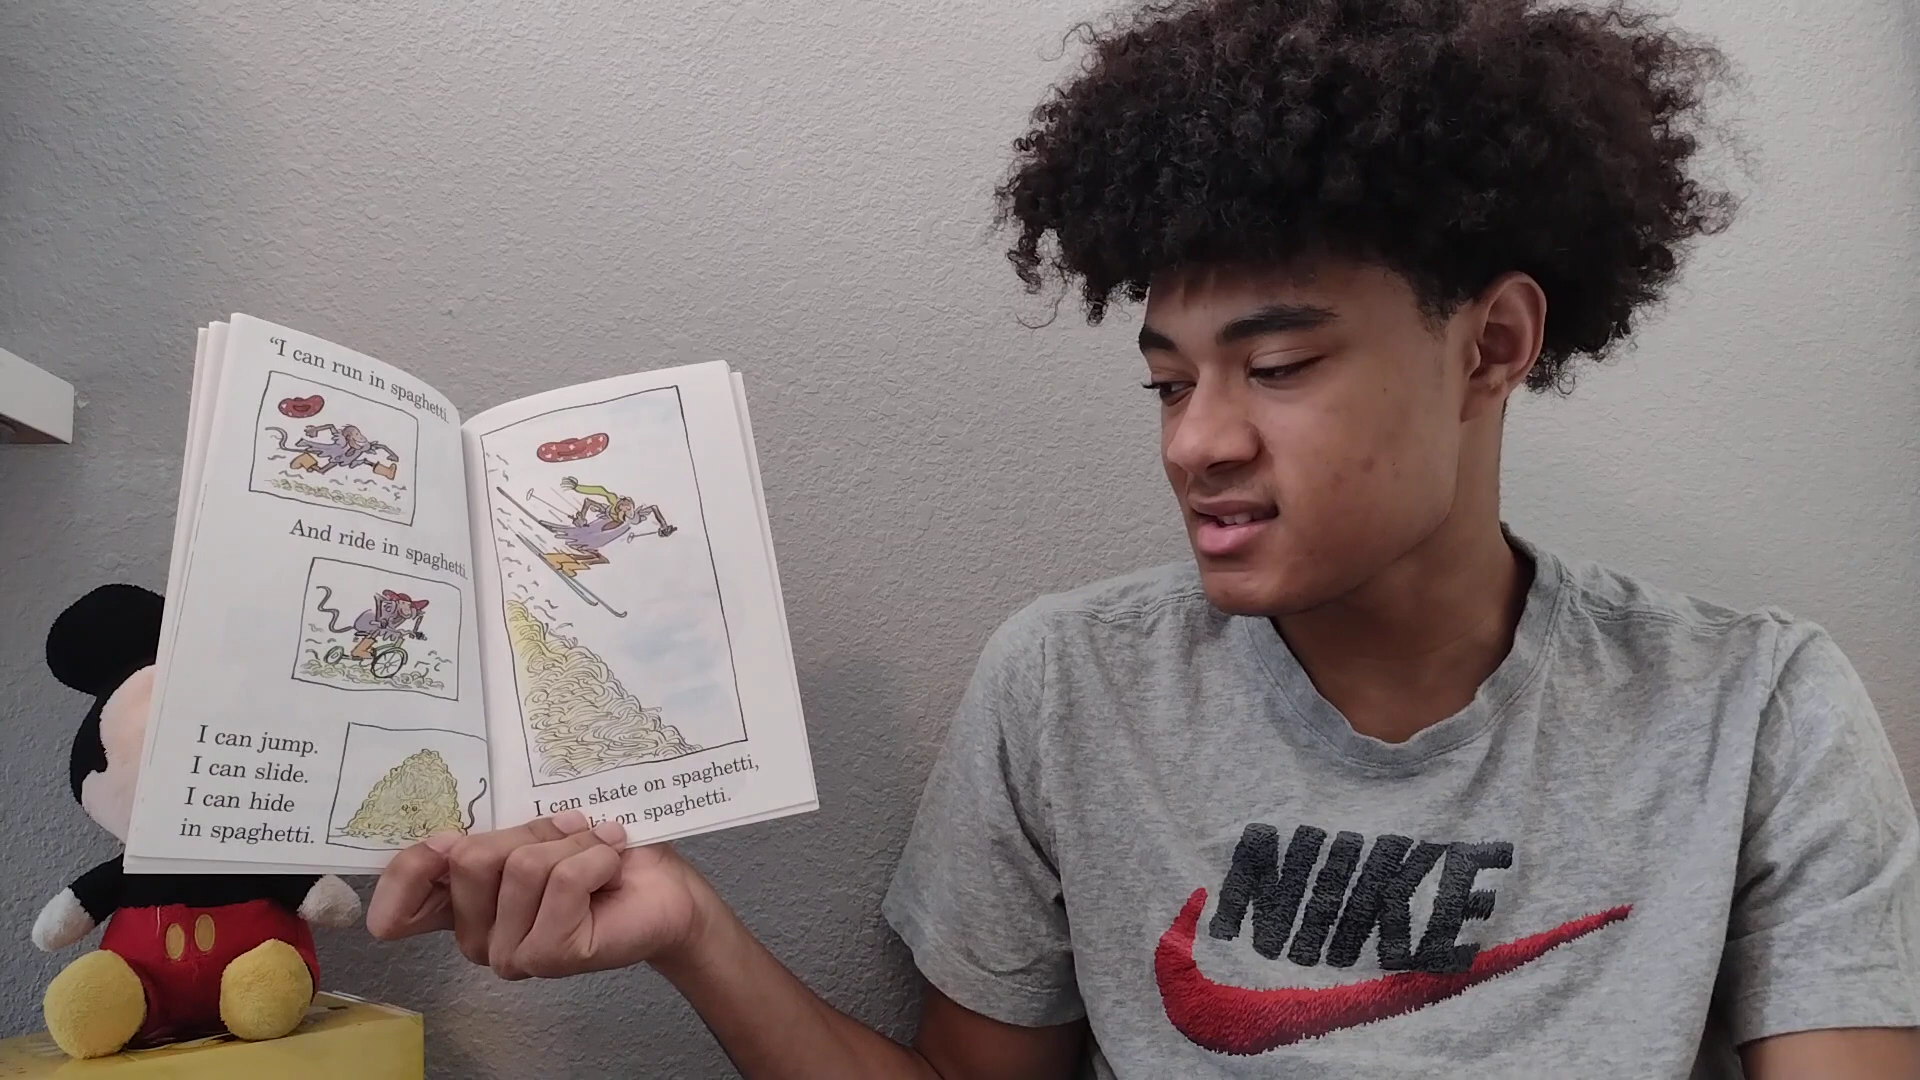 “I can run in spaghetti.
And ride in spaghetti.
I can jump.
I can slide.
I can hide
in spaghetti.
I can skate on spaghetti,
on spaghetti.
NIKE